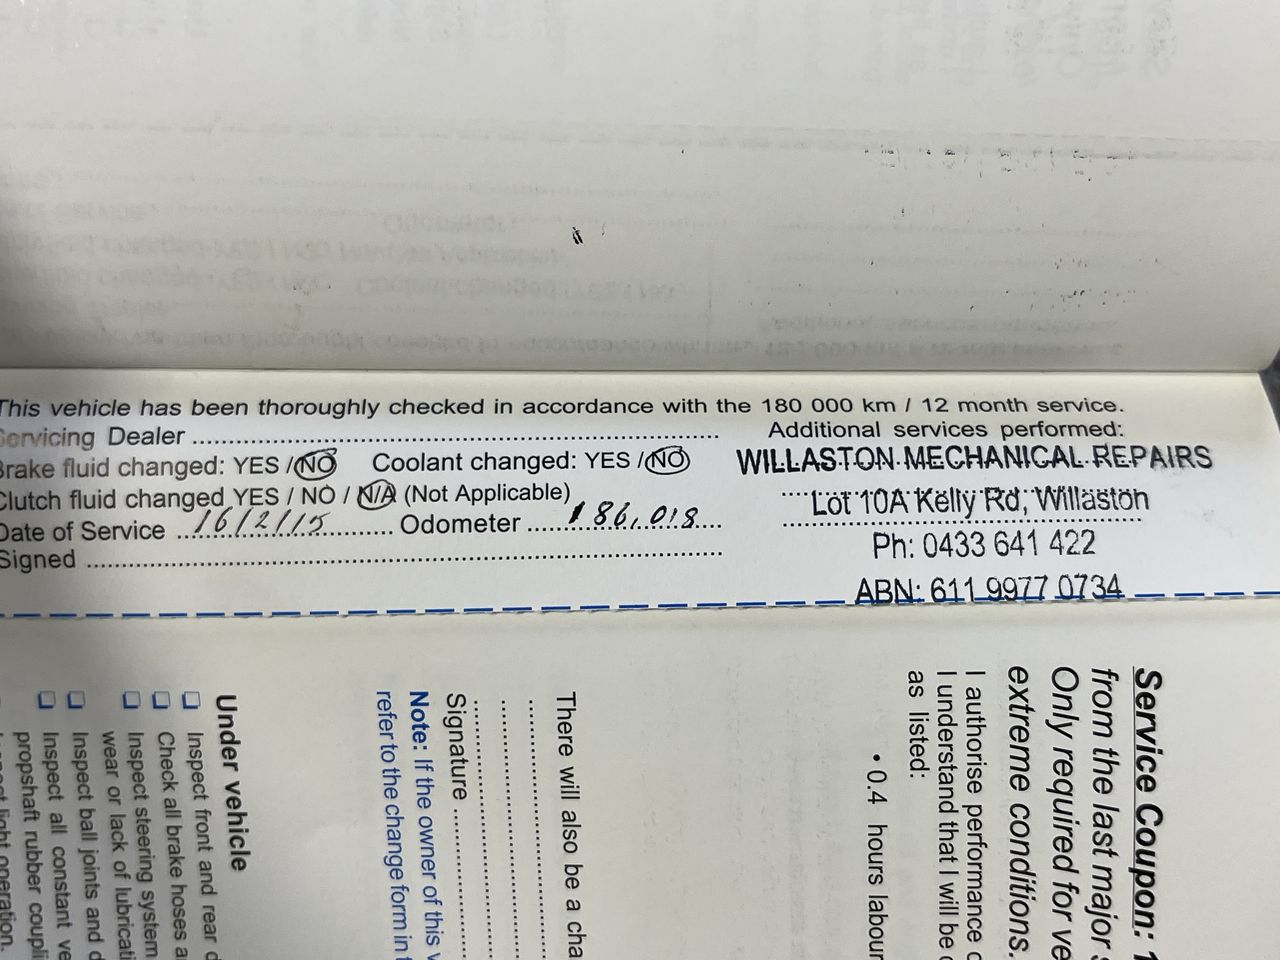 This vehicle has been thoroughly checked in accordance with the 180 000 km / 12 month service.
Servicing Dealer
Additional services performed:
Brake fluid changed: YES / NO Coolant changed: YES / NO
WILLASTON MECHANICAL REPAIRS
Clutch fluid changed YES / NO / N/A (Not Applicable)
Lot 10A Kelly Rd, Willaston
Date of Service 16/2/15 Odometer 186,018
Ph: 0433 641 422
Signed
ABN: 611 9977 0734
Service Coupon:
from the last major
Only required for ve
extreme conditions.
I authorise performance
I understand that I will be
as listed:
• 0.4 hours labour
There will also be a cha
Signature
Note: If the owner of this
refer to the change form in
Under vehicle
Inspect front and rear
Check all brake hoses
Inspect steering system
wear or lack of lubricati
Inspect ball joints and
Inspect all constant ve
propshaft rubber coupli
light operation.